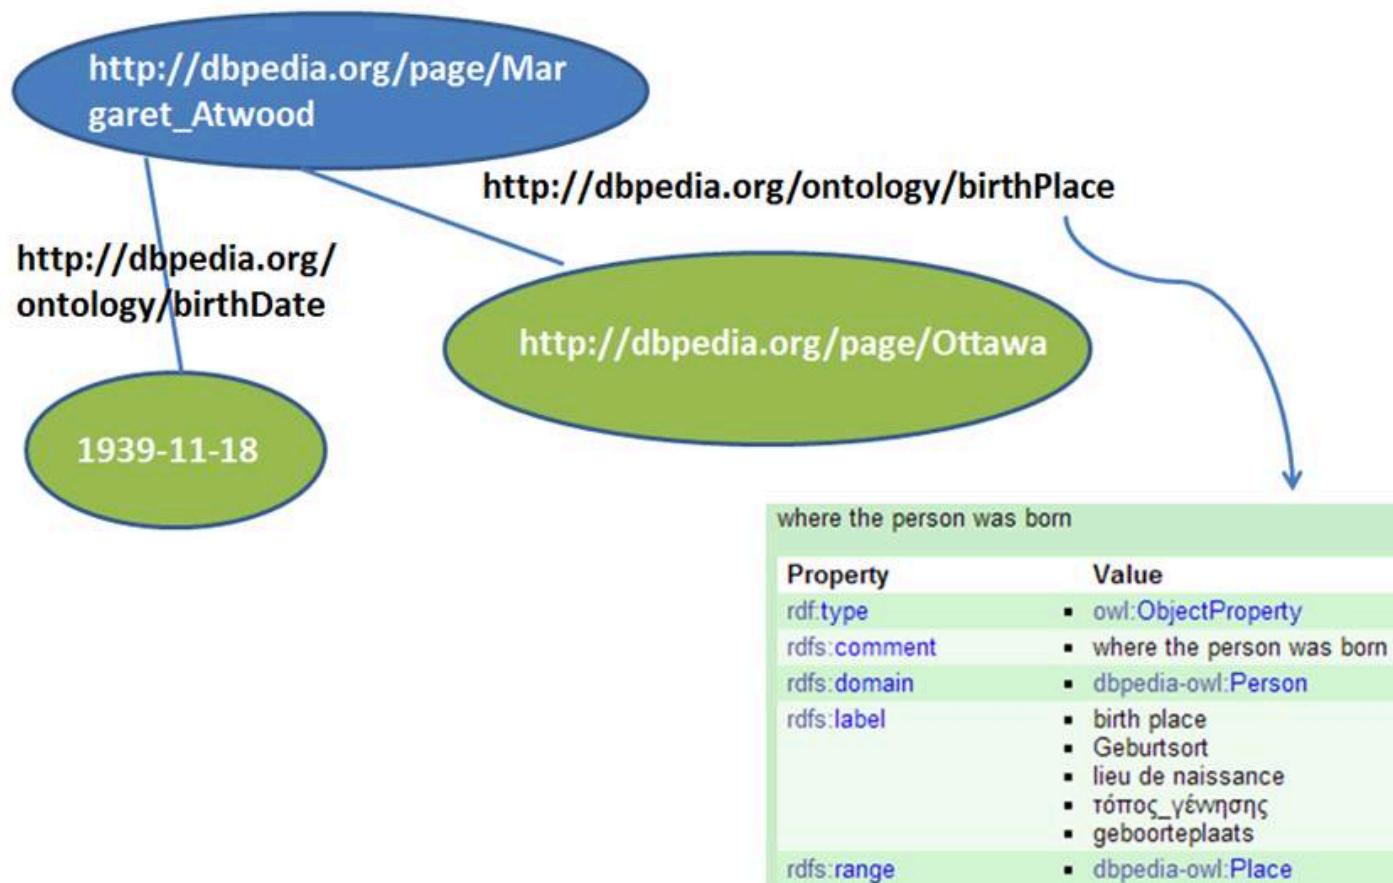 http://dbpedia.org/page/Mar
garet_Atwood
http://dbpedia.org/ontology/birthPlace
http://dbpedia.org/
ontology/birthDate
http://dbpedia.org/page/Ottawa
1939-11-18
where the person was born
Property Value
rdf:type ▪ owl:ObjectProperty
rdfs:comment ▪ where the person was born
rdfs:domain ▪ dbpedia-owl:Person
rdfs:label ▪ birth place
▪ Geburtsort
▪ lieu de naissance
▪ τόπος_γέννησης
▪ geboorteplaats
rdfs:range ▪ dbpedia-owl:Place